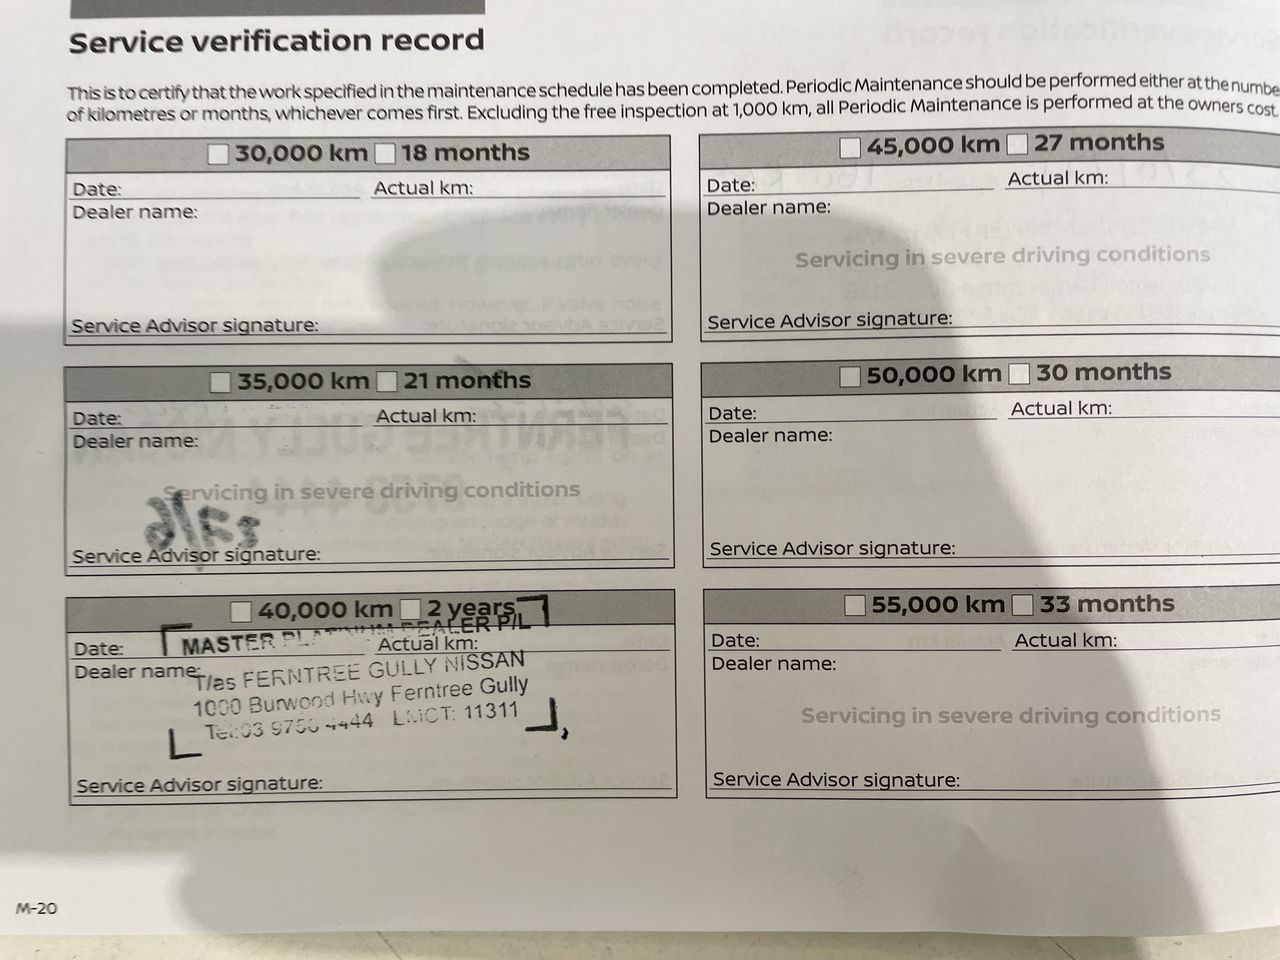 Service verification record
This is to certify that the work specified in the maintenance schedule has been completed. Periodic Maintenance should be performed either at the numbe
of kilometres or months, whichever comes first. Excluding the free inspection at 1,000 km, all Periodic Maintenance is performed at the owners cost.
30,000 km 18 months
Date: Actual km:
Dealer name:
Service Advisor signature:
35,000 km 21 months
Date: Actual km:
Dealer name:
Servicing in severe driving conditions
Service Advisor signature:
40,000 km 2 years
MASTER PLATINUM DEALER P/L
Date: Actual km:
Dealer name:
T/as FERNTREE GULLY NISSAN
1000 Burwood Hwy Ferntree Gully
Tel:03 4444 LMCT: 11311
Service Advisor signature:
45,000 km 27 months
Date: Actual km:
Dealer name:
Servicing in severe driving conditions
Service Advisor signature:
50,000 km 30 months
Date: Actual km:
Dealer name:
Service Advisor signature:
55,000 km 33 months
Date: Actual km:
Dealer name:
Servicing in severe driving conditions
Service Advisor signature:
M-20